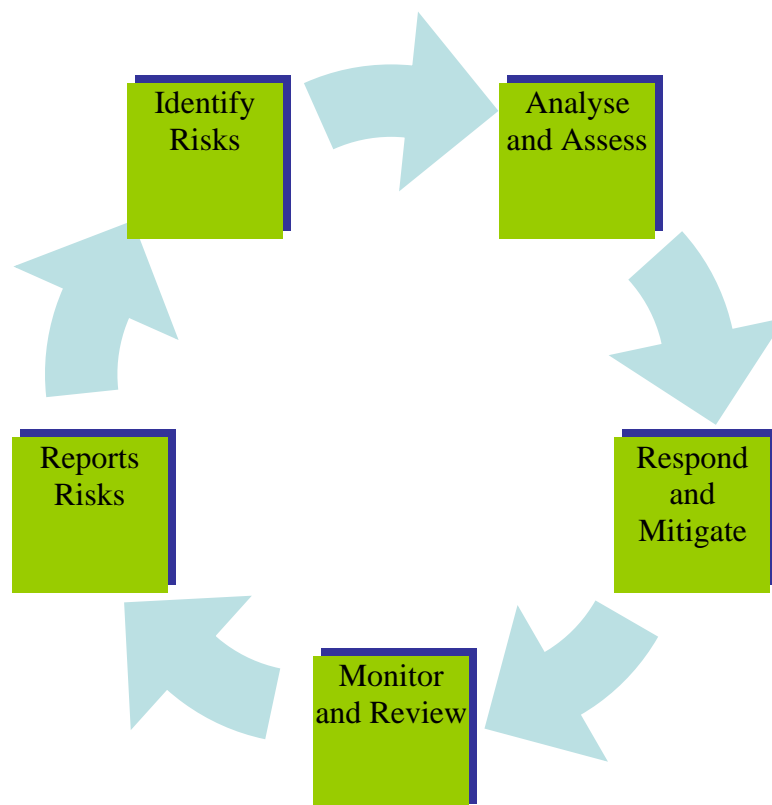 Identify
Risks
Analyse
and Assess
Respond
and
Mitigate
Monitor
and Review
Reports
Risks